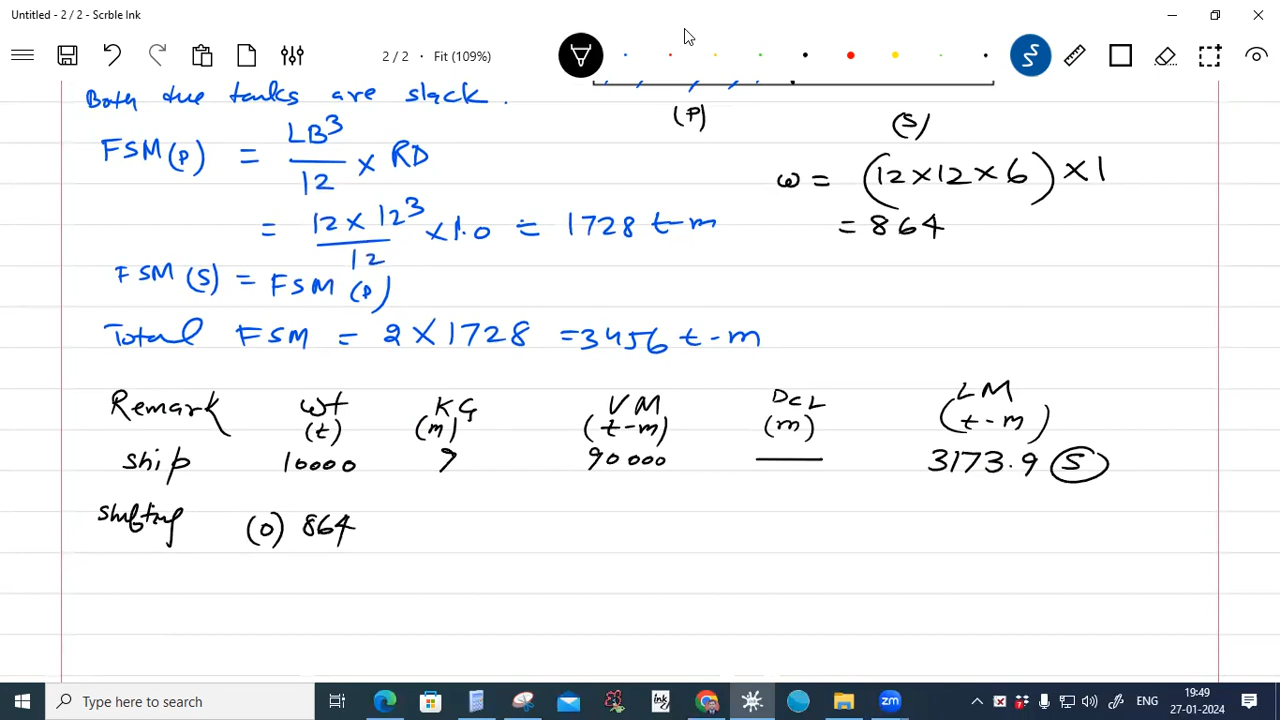 Untitled - 2 / 2 - Scrble Ink
2 / 2 • Fit (109%)
Both the tanks are slack.
(P)
(S)
FSM(P) = LB³/12 × RD
= 12 × 12³/12 × 1.0 = 1728 t-m
FSM (S) = FSM (P)
Total FSM = 2 × 1728 = 3456 t-m
w = (12×12×6) × 1
= 864
Remark Wt (t) KG (m) VM (t-m) DcL (m) LM (t-m)
ship 10000 9 90000 — 3173.9 (S)
Shifting (0) 864
Type here to search
ENG
19:49
27-01-2024